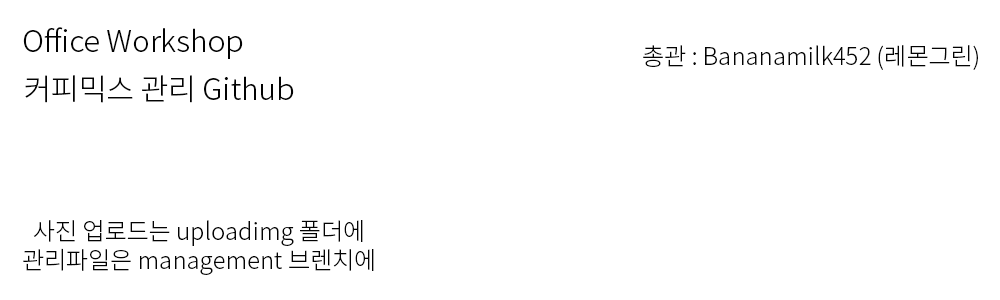 Office Workshop
커피믹스 관리 Github
총관 : Bananamilk452 (레몬그린)
사진 업로드는 uploadimg 폴더에
관리파일은 management 브렌치에